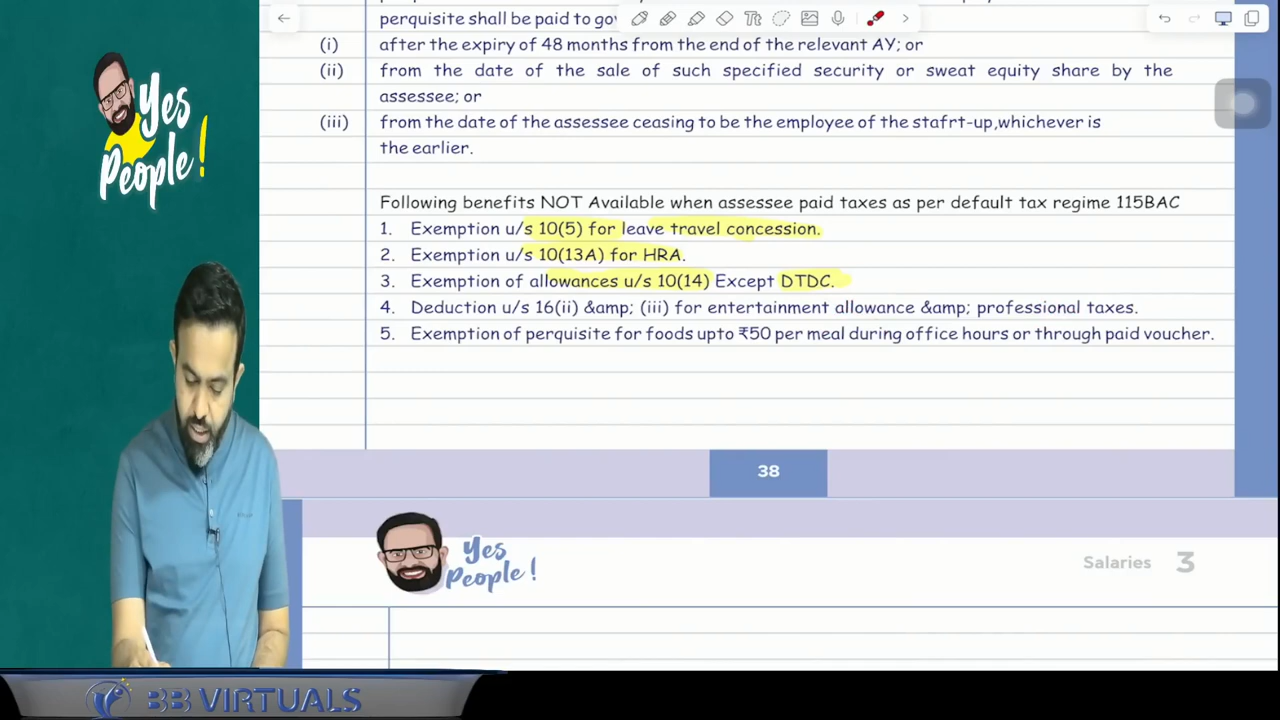 perquisite shall be paid to gov
(i) after the expiry of 48 months from the end of the relevant AY; or
(ii) from the date of the sale of such specified security or sweat equity share by the
assessee; or
(iii) from the date of the assessee ceasing to be the employee of the stafrt-up,whichever is
the earlier.
Following benefits NOT Available when assessee paid taxes as per default tax regime 115BAC
1. Exemption u/s 10(5) for leave travel concession.
2. Exemption u/s 10(13A) for HRA.
3. Exemption of allowances u/s 10(14) Except DTDC.
4. Deduction u/s 16(ii) &amp; (iii) for entertainment allowance &amp; professional taxes.
5. Exemption of perquisite for foods upto ₹50 per meal during office hours or through paid voucher.
38
Yes
People!
Salaries 3
Yes
People!
BB VIRTUALS